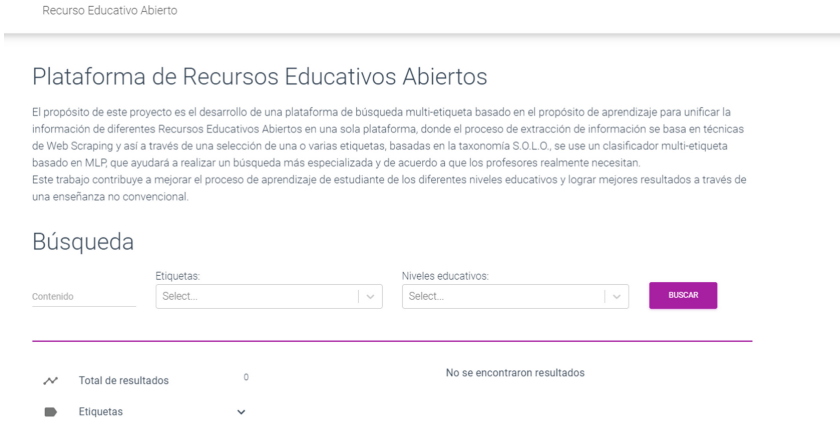 Recurso Educativo Abierto
Plataforma de Recursos Educativos Abiertos
El propósito de este proyecto es el desarrollo de una plataforma de búsqueda multi-etiqueta basado en el propósito de aprendizaje para unificar la
información de diferentes Recursos Educativos Abiertos en una sola plataforma, donde el proceso de extracción de información se basa en técnicas
de Web Scraping y así a través de una selección de una o varias etiquetas, basadas en la taxonomía S.O.L.O., se use un clasificador multi-etiqueta
basado en MLP, que ayudará a realizar un búsqueda más especializada y de acuerdo a que los profesores realmente necesitan.
Este trabajo contribuye a mejorar el proceso de aprendizaje de estudiante de los diferentes niveles educativos y lograr mejores resultados a través de
una enseñanza no convencional.
Búsqueda
Etiquetas: Niveles educativos:
Contenido Select... Select... BUSCAR
Total de resultados 0 No se encontraron resultados
Etiquetas